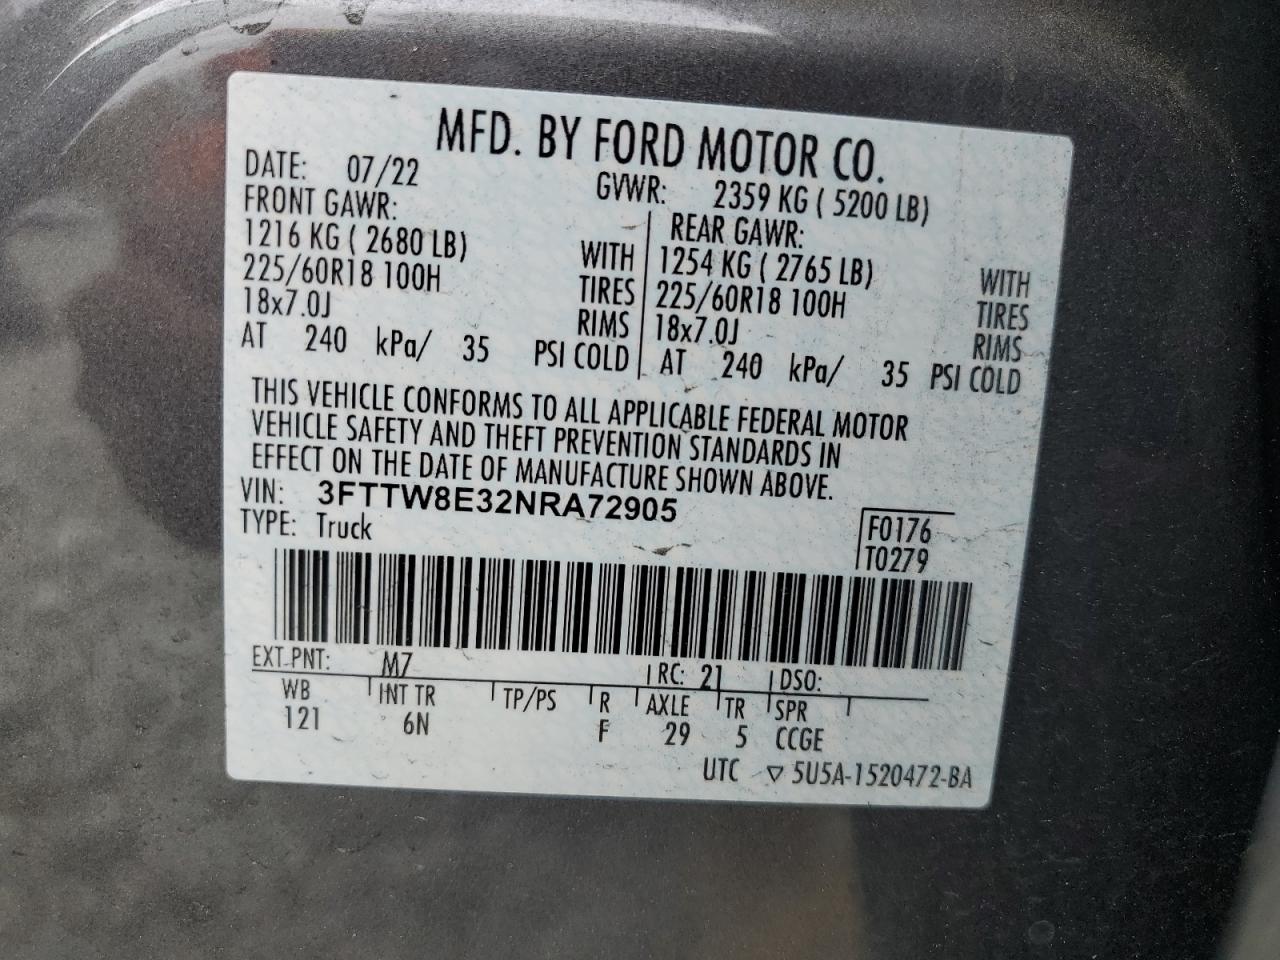 MFD. BY FORD MOTOR CO.
DATE: 07/22 GVWR: 2359 KG ( 5200 LB)
FRONT GAWR: REAR GAWR:
1216 KG ( 2680 LB) WITH 1254 KG ( 2765 LB) WITH
225/60R18 100H TIRES 225/60R18 100H TIRES
18x7.0J RIMS 18x7.0J RIMS
AT 240 kPa/ 35 PSI COLD AT 240 kPa/ 35 PSI COLD
THIS VEHICLE CONFORMS TO ALL APPLICABLE FEDERAL MOTOR
VEHICLE SAFETY AND THEFT PREVENTION STANDARDS IN
EFFECT ON THE DATE OF MANUFACTURE SHOWN ABOVE.
VIN: 3FTTW8E32NRA72905
TYPE: Truck F0176
T0279
EXT PNT: M7 RC: 21 DSO:
WB INT TR TP/PS R AXLE TR SPR
121 6N F 29 5 CCGE
UTC ▽ 5U5A-1520472-BA